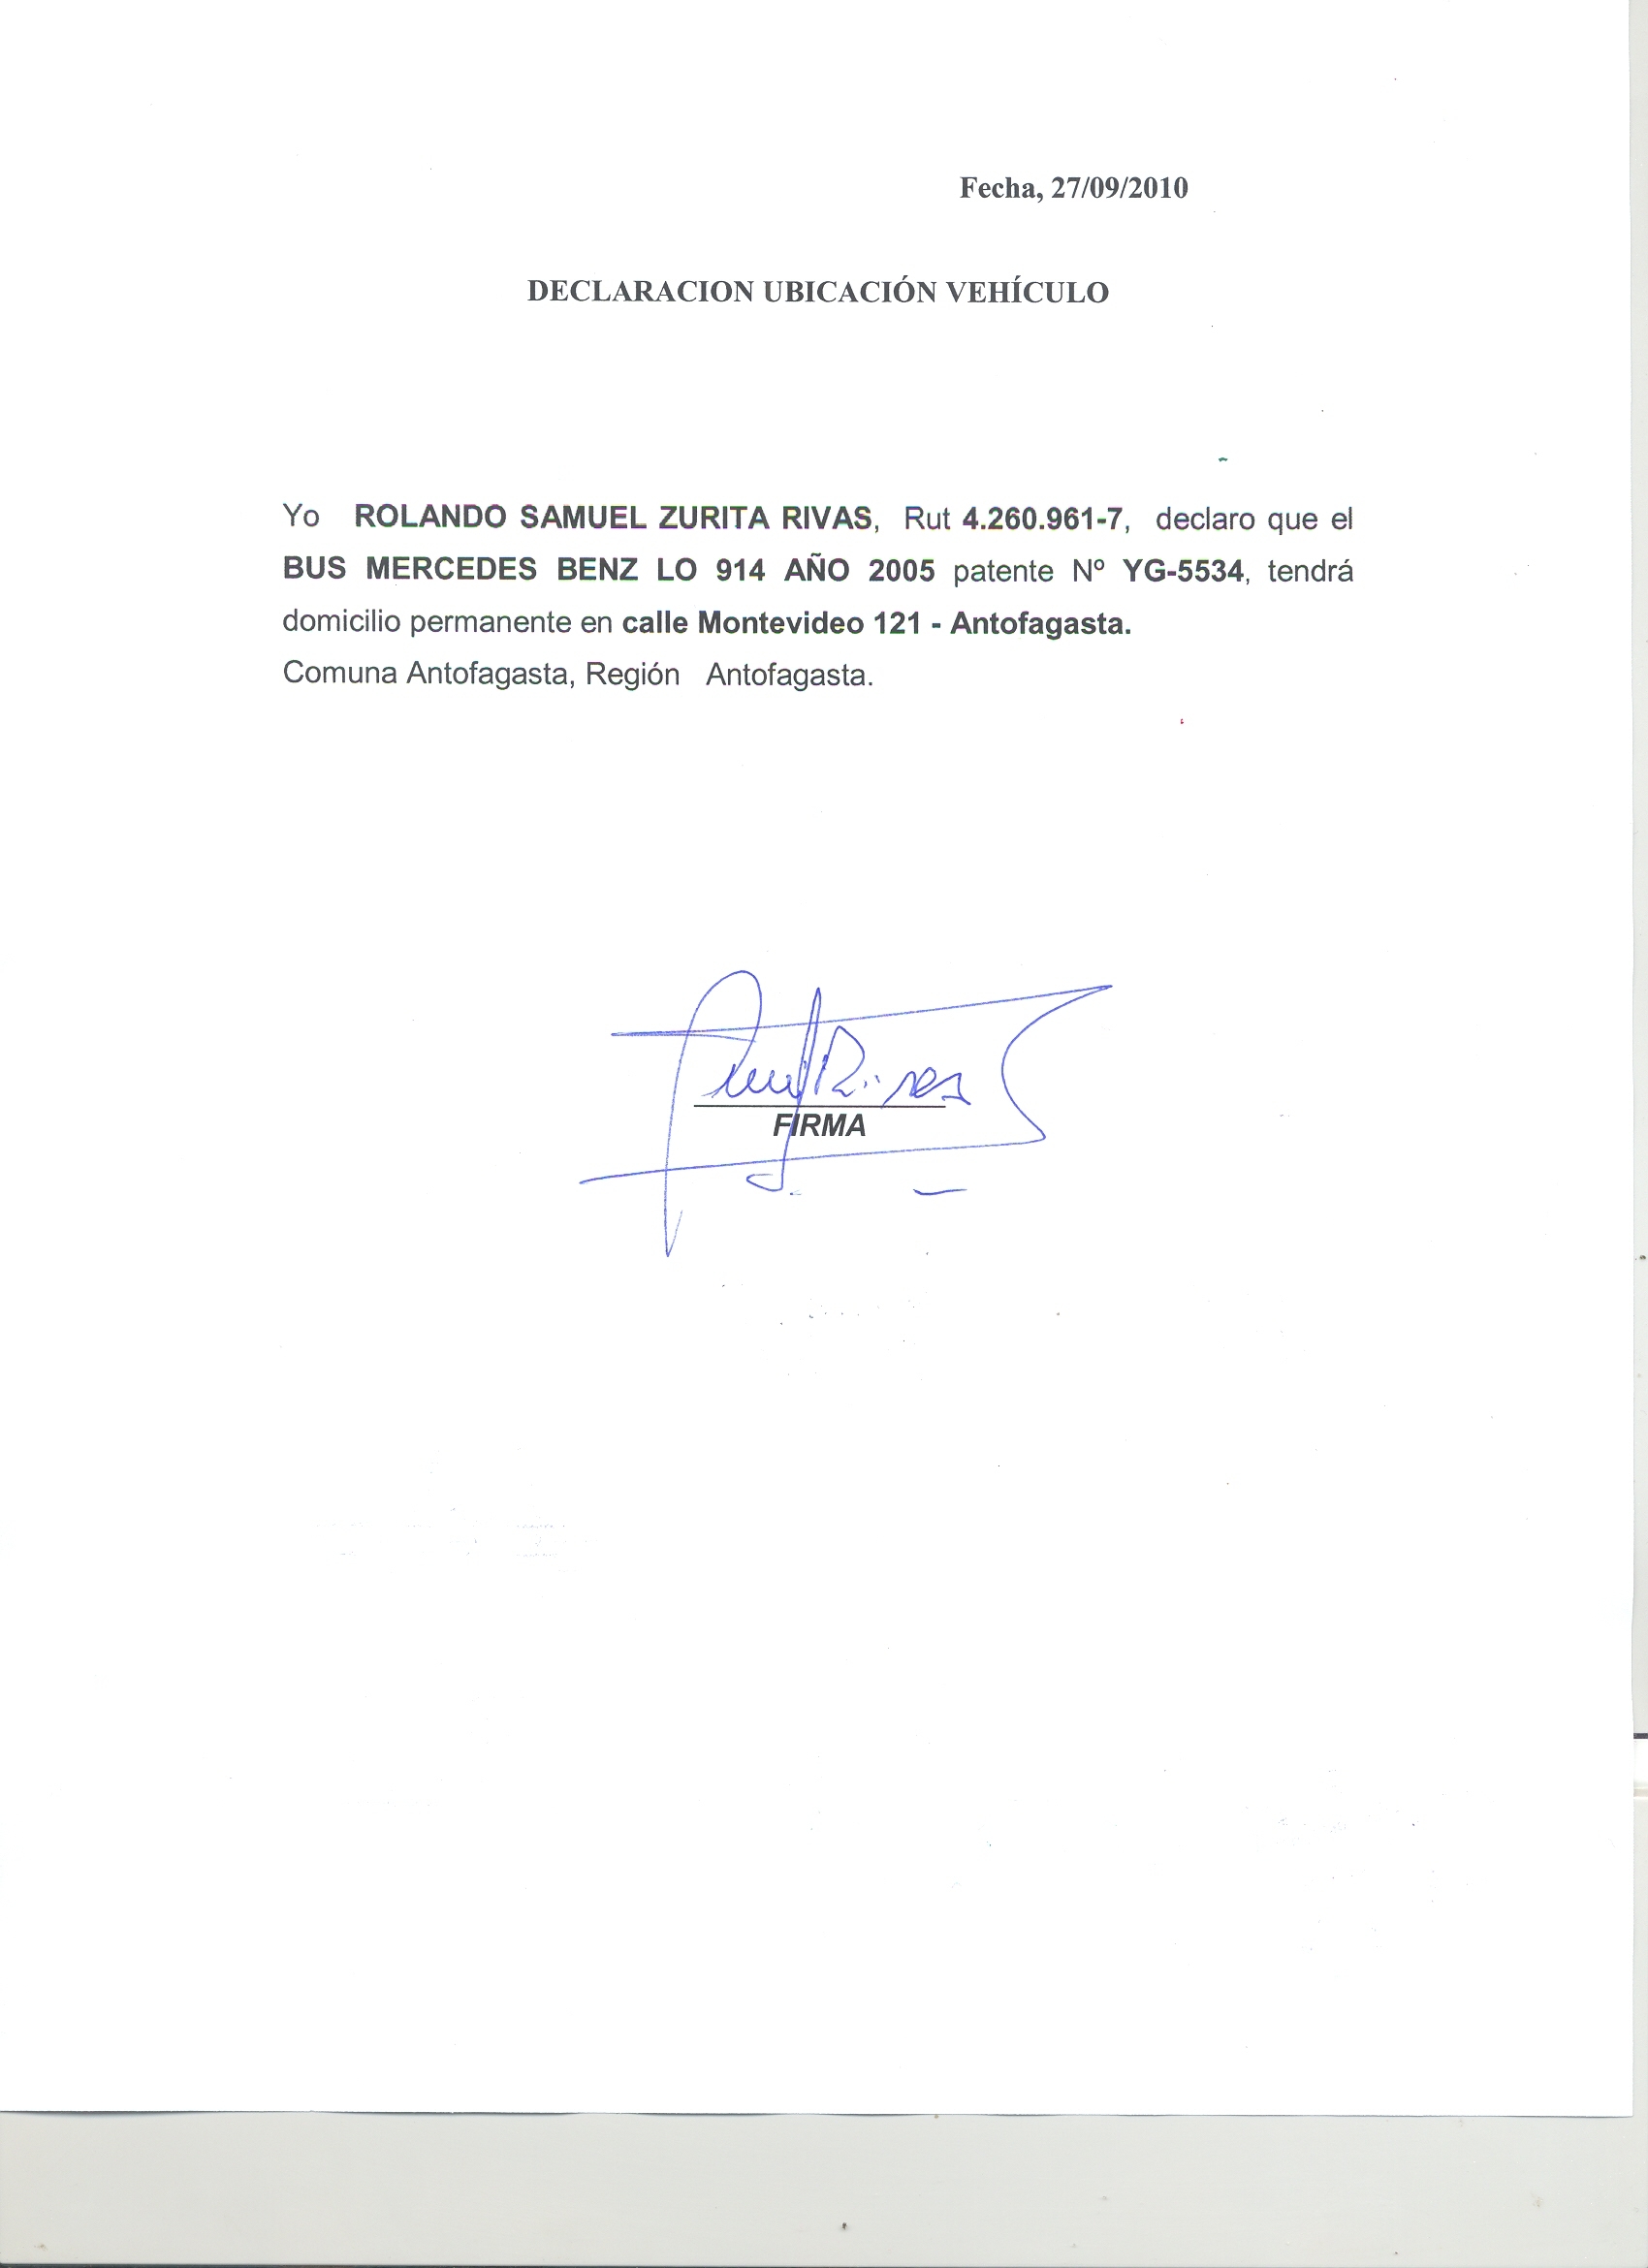 Fecha, 27/09/2010
DECLARACION UBICACIÓN VEHÍCULO
Yo ROLANDO SAMUEL ZURITA RIVAS, Rut 4.260.961-7, declaro que el
BUS MERCEDES BENZ LO 914 AÑO 2005 patente Nº YG-5534, tendrá
domicilio permanente en calle Montevideo 121 - Antofagasta.
Comuna Antofagasta, Región Antofagasta.
FIRMA